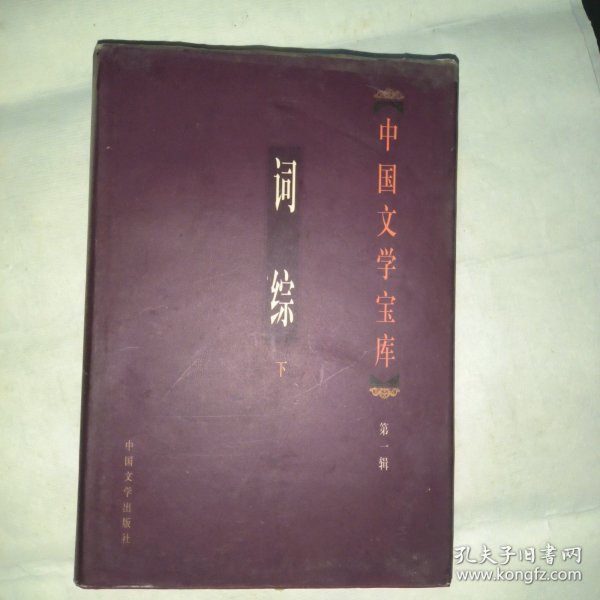 中国文学宝库
第一辑
词综
下
中国文学出版社
孔夫子旧书网
www.kongfz.com